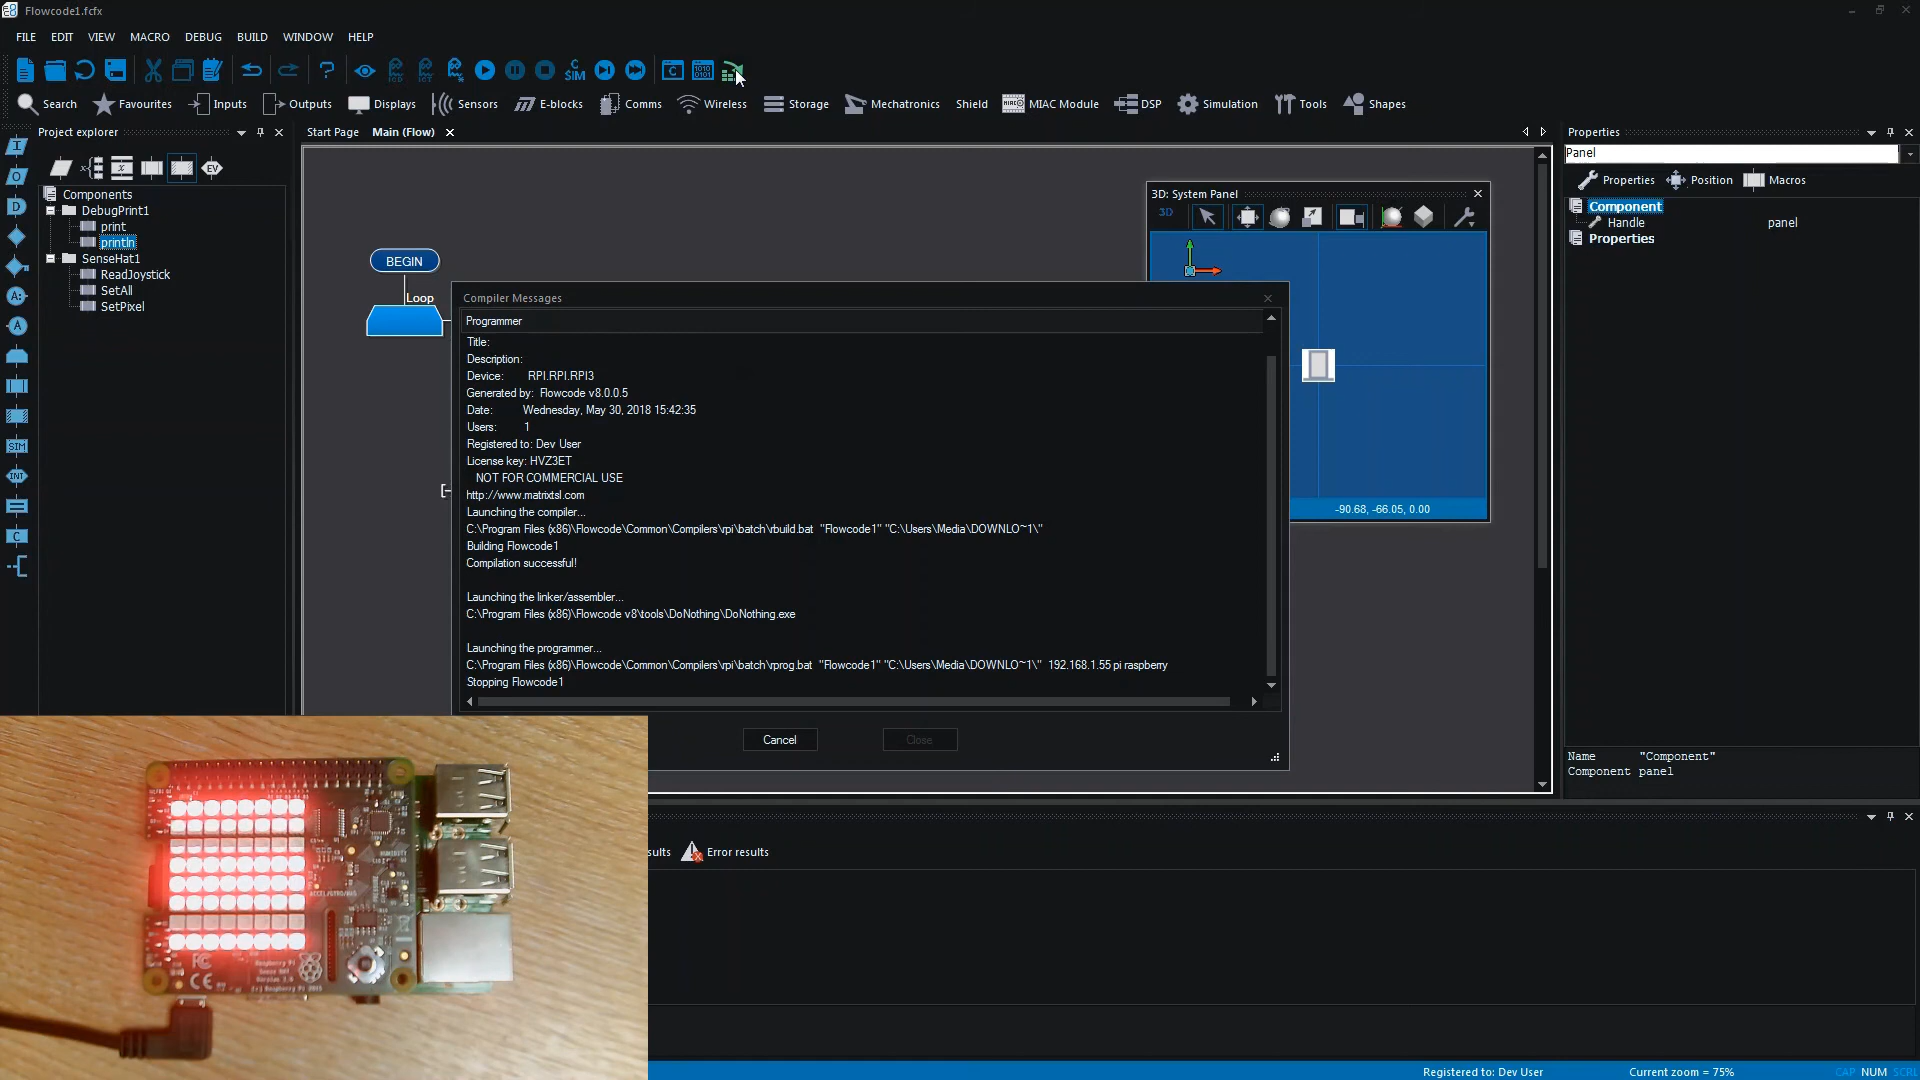 Flowcode1.fcfx
FILE EDIT VIEW MACRO DEBUG BUILD WINDOW HELP
C SIM
Search Favourites Inputs Outputs Displays Sensors E-blocks Comms Wireless Storage Mechatronics Shield MIAC Module DSP Simulation Tools Shapes
Project explorer
Start Page Main (Flow)
Properties
Panel
Properties Position Macros
Component
Handle panel
Properties
Components
DebugPrint1
print
println
SenseHat1
ReadJoystick
SetAll
SetPixel
BEGIN
Loop
3D: System Panel
3D
-90.68, -66.05, 0.00
Compiler Messages
Programmer
Title:
Description:
Device: RPI.RPI.RPI3
Generated by: Flowcode v8.0.0.5
Date: Wednesday, May 30, 2018 15:42:35
Users: 1
Registered to: Dev User
License key: HVZ3ET
NOT FOR COMMERCIAL USE
http://www.matrixtsl.com
Launching the compiler...
C:\Program Files (x86)\Flowcode\Common\Compilers\rpi\batch\rbuild.bat "Flowcode1" "C:\Users\Media\DOWNLO~1\"
Building Flowcode1
Compilation successful!
Launching the linker/assembler...
C:\Program Files (x86)\Flowcode v8\tools\DoNothing\DoNothing.exe
Launching the programmer...
C:\Program Files (x86)\Flowcode\Common\Compilers\rpi\batch\rprog.bat "Flowcode1" "C:\Users\Media\DOWNLO~1\" 192.168.1.55 pi raspberry
Stopping Flowcode1
Cancel Close
Name "Component"
Component panel
sults Error results
Registered to: Dev User Current zoom = 75% CAP NUM SCRL